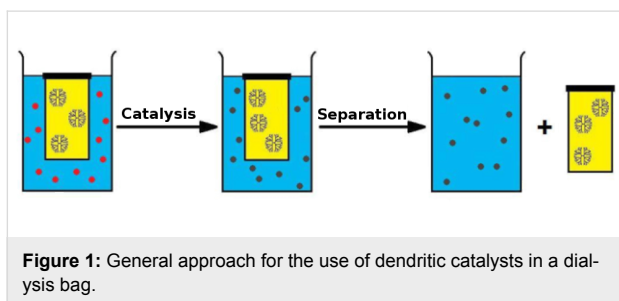 Catalysis
Separation
+
Figure 1: General approach for the use of dendritic catalysts in a dial-
ysis bag.